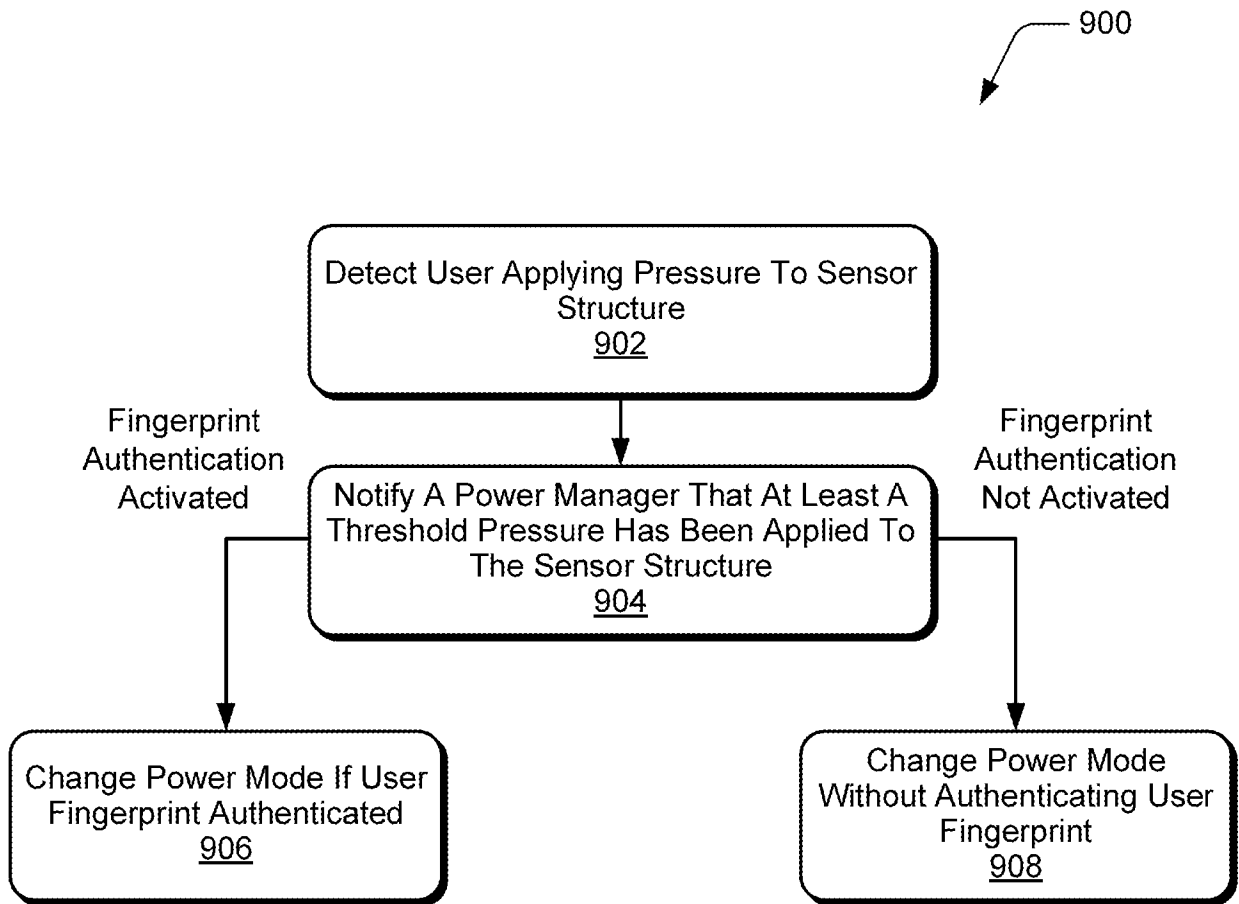 900
Detect User Applying Pressure To Sensor
Structure
902
Fingerprint
Authentication
Activated
Fingerprint
Authentication
Not Activated
Notify A Power Manager That At Least A
Threshold Pressure Has Been Applied To
The Sensor Structure
904
Change Power Mode If User
Fingerprint Authenticated
906
Change Power Mode
Without Authenticating User
Fingerprint
908